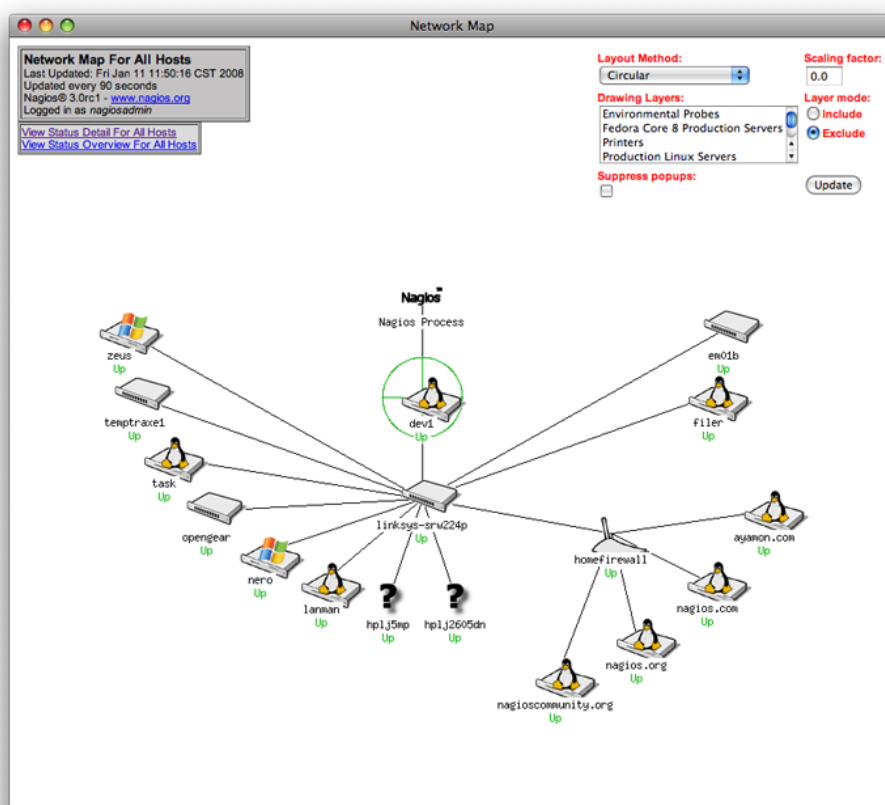 Network Map
Network Map For All Hosts
Last Updated: Fri Jan 11 11:50:16 CST 2008
Updated every 90 seconds
Nagios® 3.0rc1 - www.nagios.org
Logged in as nagiosadmin
View Status Detail For All Hosts
View Status Overview For All Hosts
Layout Method:
Circular
Scaling factor:
0.0
Drawing Layers:
Environmental Probes
Fedora Core 8 Production Servers
Printers
Production Linux Servers
Layer mode:
Include
Exclude
Suppress popups:
Update
Nagios™
Nagios Process
zeus
Up
em01b
Up
temptraxe1
Up
dev1
Up
filer
Up
task
Up
opengear
Up
linksys-srw224p
Up
ayamon.com
Up
nero
Up
homefirewall
Up
lanman
Up
? hplj5mp
Up
? hplj2605dn
Up
nagios.com
Up
nagios.org
Up
nagioscommunity.org
Up